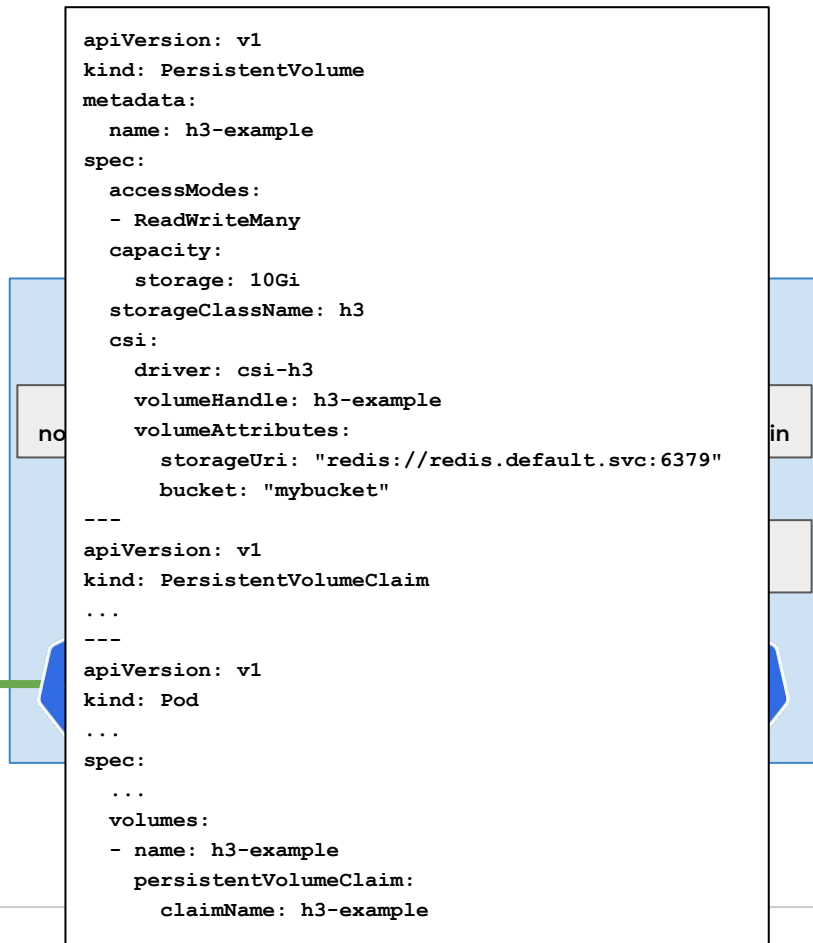 apiVersion: v1
kind: PersistentVolume
metadata:
  name: h3-example
spec:
  accessModes:
  - ReadWriteMany
  capacity:
    storage: 10Gi
  storageClassName: h3
  csi:
    driver: csi-h3
    volumeHandle: h3-example
    volumeAttributes:
      storageUri: "redis://redis.default.svc:6379"
      bucket: "mybucket"
---
apiVersion: v1
kind: PersistentVolumeClaim
...
---
apiVersion: v1
kind: Pod
...
spec:
  ...
  volumes:
  - name: h3-example
    persistentVolumeClaim:
      claimName: h3-example
no
in